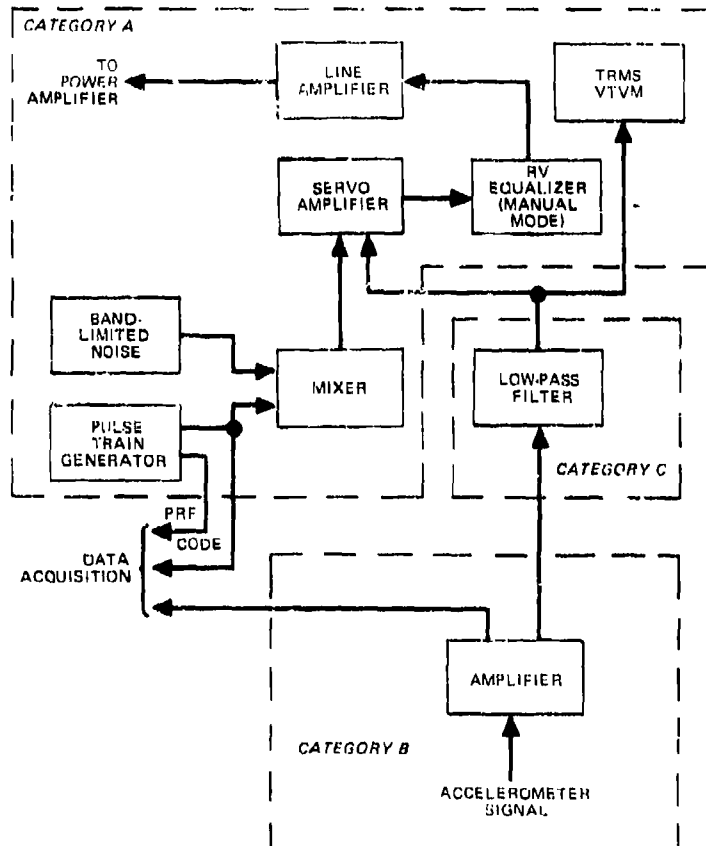 CATEGORY A
TO
POWER
AMPLIFIER
LINE
AMPLIFIER
TRMS
VTVM
SERVO
AMPLIFIER
RV
EQUALIZER
(MANUAL
MODE)
BAND-
LIMITED
NOISE
MIXER
LOW-PASS
FILTER
PULSE
TRAIN
GENERATOR
CATEGORY C
PRF
CODE
DATA
ACQUISITION
AMPLIFIER
CATEGORY B
ACCELEROMETER
SIGNAL